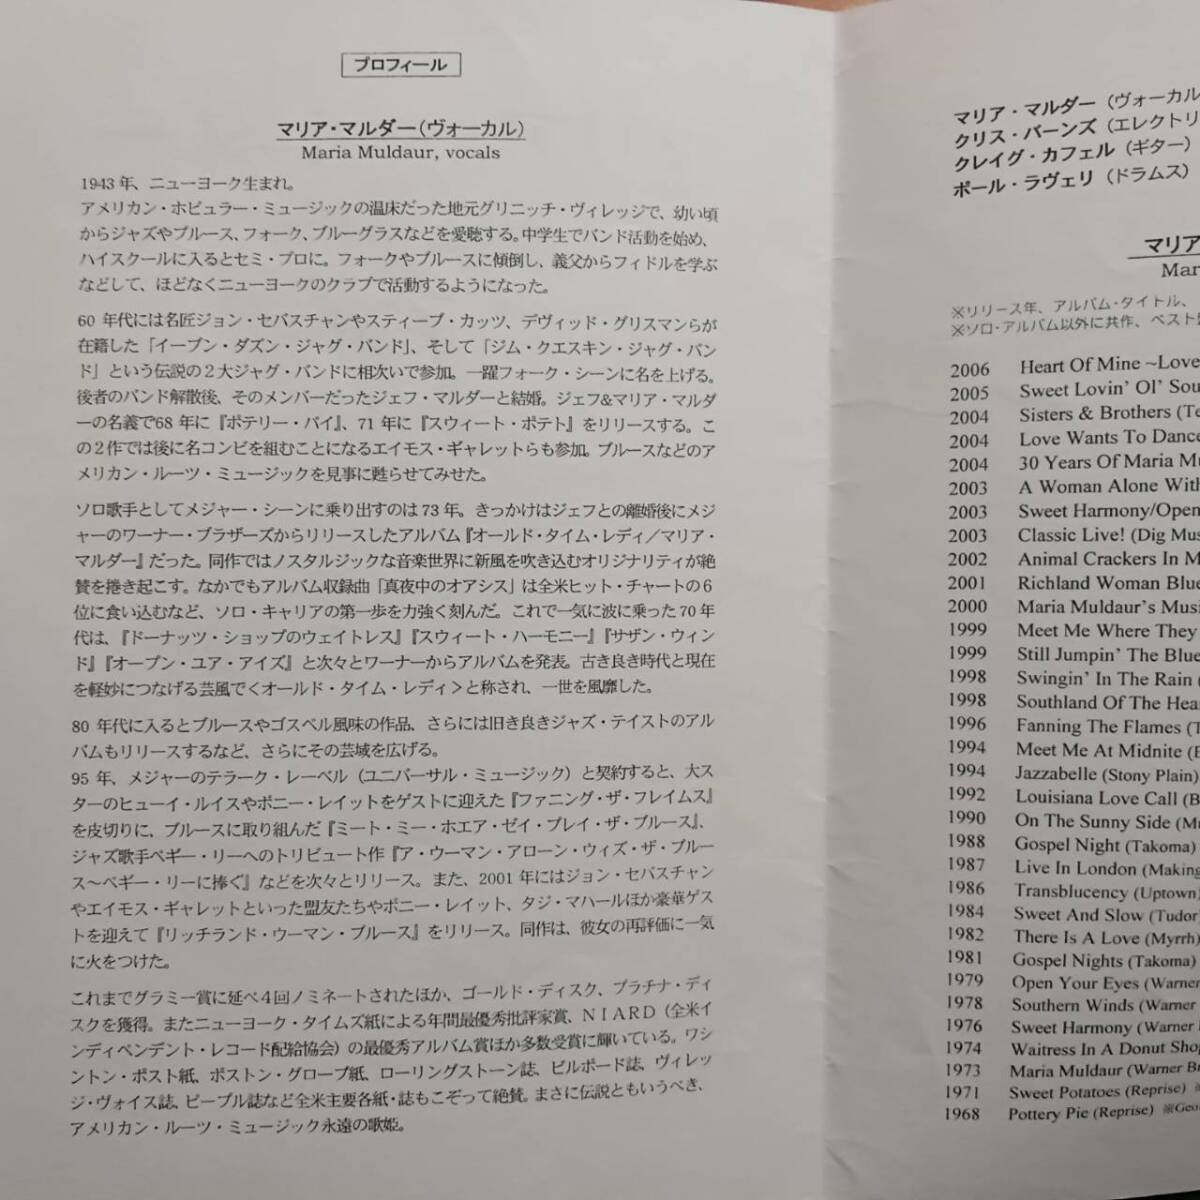 プロフィール
マリア・マルダー(ヴォーカル)
Maria Muldaur, vocals
1943 年、ニューヨーク生まれ。
アメリカン・ポピュラー・ミュージックの温床だった地元グリニッチ・ヴィレッジで、幼い頃
からジャズやブルース、フォーク、ブルーグラスなどを愛聴する。中学生でバンド活動を始め、
ハイスクールに入るとセミ・プロに。フォークやブルースに傾倒し、義父からフィドルを学ぶ
などして、ほどなくニューヨークのクラブで活動するようになった。
60 年代には名匠ジョン・セバスチャンやスティーブ・カッツ、デヴィッド・グリスマンらが
在籍した「イーブン・ダズン・ジャグ・バンド」、そして「ジム・クエスキン・ジャグ・バン
ド」という伝説の２大ジャグ・バンドに相次いで参加。一躍フォーク・シーンに名を上げる。
後者のバンド解散後、そのメンバーだったジェフ・マルダーと結婚。ジェフ&マリア・マルダ
ーの名義で68 年に『ポテリー・パイ』、71 年に『スウィート・ポテト』をリリースする。こ
の２作では後に名コンビを組むことになるエイモス・ギャレットらも参加。ブルースなどのア
メリカン・ルーツ・ミュージックを見事に甦らせてみせた。
ソロ歌手としてメジャー・シーンに乗り出すのは 73 年。きっかけはジェフとの離婚後にメジ
ャーのワーナー・ブラザーズからリリースしたアルバム『オールド・タイム・レディ／マリア・
マルダー』だった。同作ではノスタルジックな音楽世界に新風を吹き込むオリジナリティが絶
賛を捲き起こす。なかでもアルバム収録曲「真夜中のオアシス」は全米ヒット・チャートの６
位に食い込むなど、ソロ・キャリアの第一歩を力強く刻んだ。これで一気に波に乗った 70 年
代は、『ドーナッツ・ショップのウェイトレス』『スウィート・ハーモニー』『サザン・ウィン
ド』『オープン・ユア・アイズ』と次々とワーナーからアルバムを発表。古き良き時代と現在
を軽妙につなげる芸風で<オールド・タイム・レディ>と称され、一世を風靡した。
80 年代に入るとブルースやゴスペル風味の作品、さらには旧き良きジャズ・テイストのアル
バムもリリースするなど、さらにその芸域を広げる。
95 年、メジャーのテラーク・レーベル（ユニバーサル・ミュージック）と契約すると、大ス
ターのヒューイ・ルイスやボニー・レイットをゲストに迎えた『ファニング・ザ・フレイムス』
を皮切りに、ブルースに取り組んだ『ミート・ミー・ホエア・ゼイ・プレイ・ザ・ブルース』、
ジャズ歌手ペギー・リーへのトリビュート作『ア・ウーマン・アローン・ウィズ・ザ・ブルー
ス～ペギー・リーに捧ぐ』などを次々とリリース。また、2001 年にはジョン・セバスチャン
やエイモス・ギャレットといった盟友たちやボニー・レイット、タジ・マハールほか豪華ゲス
トを迎えて『リッチランド・ウーマン・ブルース』をリリース。同作は、彼女の再評価に一気
に火をつけた。
これまでグラミー賞に延べ４回ノミネートされたほか、ゴールド・ディスク、プラチナ・ディ
スクを獲得。またニューヨーク・タイムズ紙による年間最優秀批評家賞、ＮＩＡＲＤ（全米イ
ンディペンデント・レコード配給協会）の最優秀アルバム賞ほか多数受賞に輝いている。ワシ
ントン・ポスト紙、ボストン・グローブ紙、ローリングストーン誌、ビルボード誌、ヴィレッ
ジ・ヴォイス誌、ピープル誌など全米主要各紙・誌もこぞって絶賛。まさに伝説ともいうべき、
アメリカン・ルーツ・ミュージック永遠の歌姫。
マリア・マルダー（ヴォーカル
クリス・バーンズ（エレクトリ
クレイグ・カフェル（ギター）
ポール・ラヴェリ（ドラムス）
マリア
Mar
※リリース年、アルバム・タイトル、
※ソロ・アルバム以外に共作、ベスト
2006 Heart Of Mine ~Love
2005 Sweet Lovin' Ol' Sou
2004 Sisters & Brothers (Te
2004 Love Wants To Dance
2004 30 Years Of Maria Mu
2003 A Woman Alone With
2003 Sweet Harmony/Open
2003 Classic Live! (Dig Mus
2002 Animal Crackers In M
2001 Richland Woman Blue
2000 Maria Muldaur's Musi
1999 Meet Me Where They
1999 Still Jumpin' The Blue
1998 Swingin' In The Rain (
1998 Southland Of The Hea
1996 Fanning The Flames (T
1994 Meet Me At Midnite (B
1994 Jazzabelle (Stony Plain)
1992 Louisiana Love Call (B
1990 On The Sunny Side (Mu
1988 Gospel Night (Takoma)
1987 Live In London (Making
1986 Transblucency (Uptown)
1984 Sweet And Slow (Tudor
1982 There Is A Love (Myrrh)
1981 Gospel Nights (Takoma)
1979 Open Your Eyes (Warner
1978 Southern Winds (Warner
1976 Sweet Harmony (Warner
1974 Waitress In A Donut Shop
1973 Maria Muldaur (Warner Br
1971 Sweet Potatoes (Reprise) ※
1968 Pottery Pie (Reprise) ※Geo